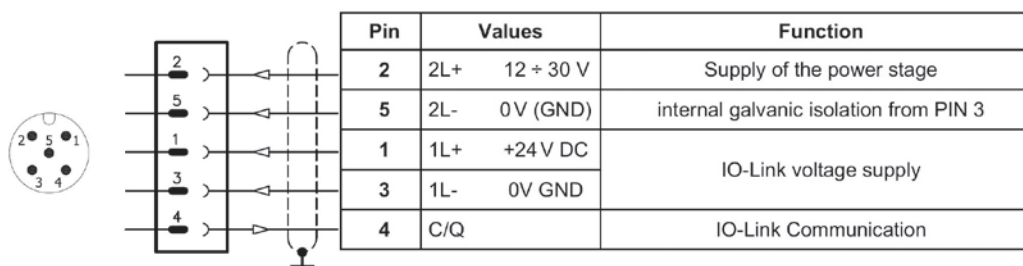 Pin Values Function
2 2 2L+ 12 ÷ 30 V Supply of the power stage
5 5 2L- 0V (GND) internal galvanic isolation from PIN 3
2 5 1
3 4
1 1 1L+ +24V DC IO-Link voltage supply
3 3 1L- 0V GND
4 4 C/Q IO-Link Communication